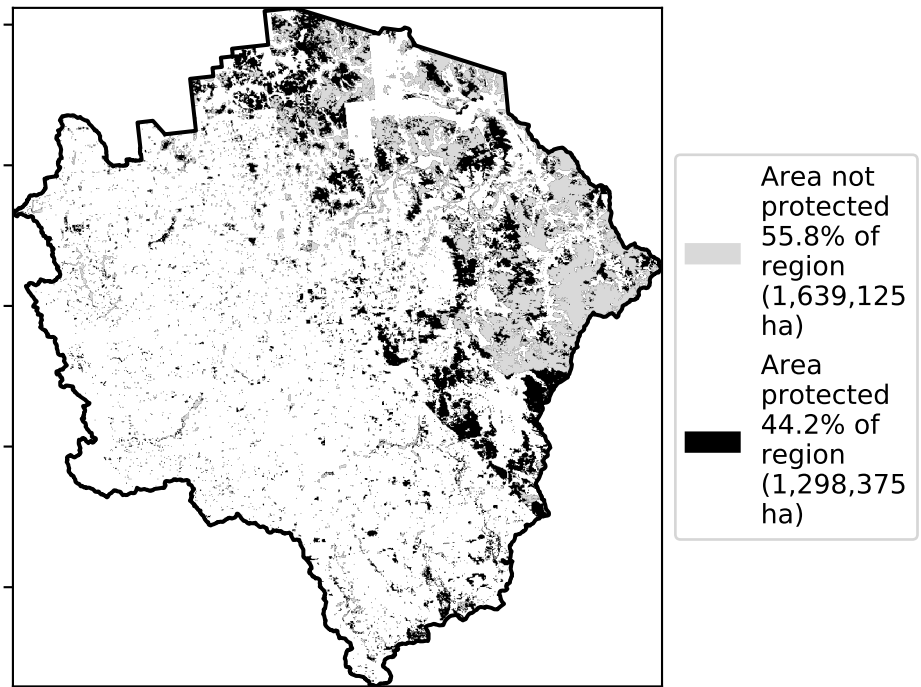 Area not
protected
55.8% of
region
(1,639,125
ha)
Area
protected
44.2% of
region
(1,298,375
ha)